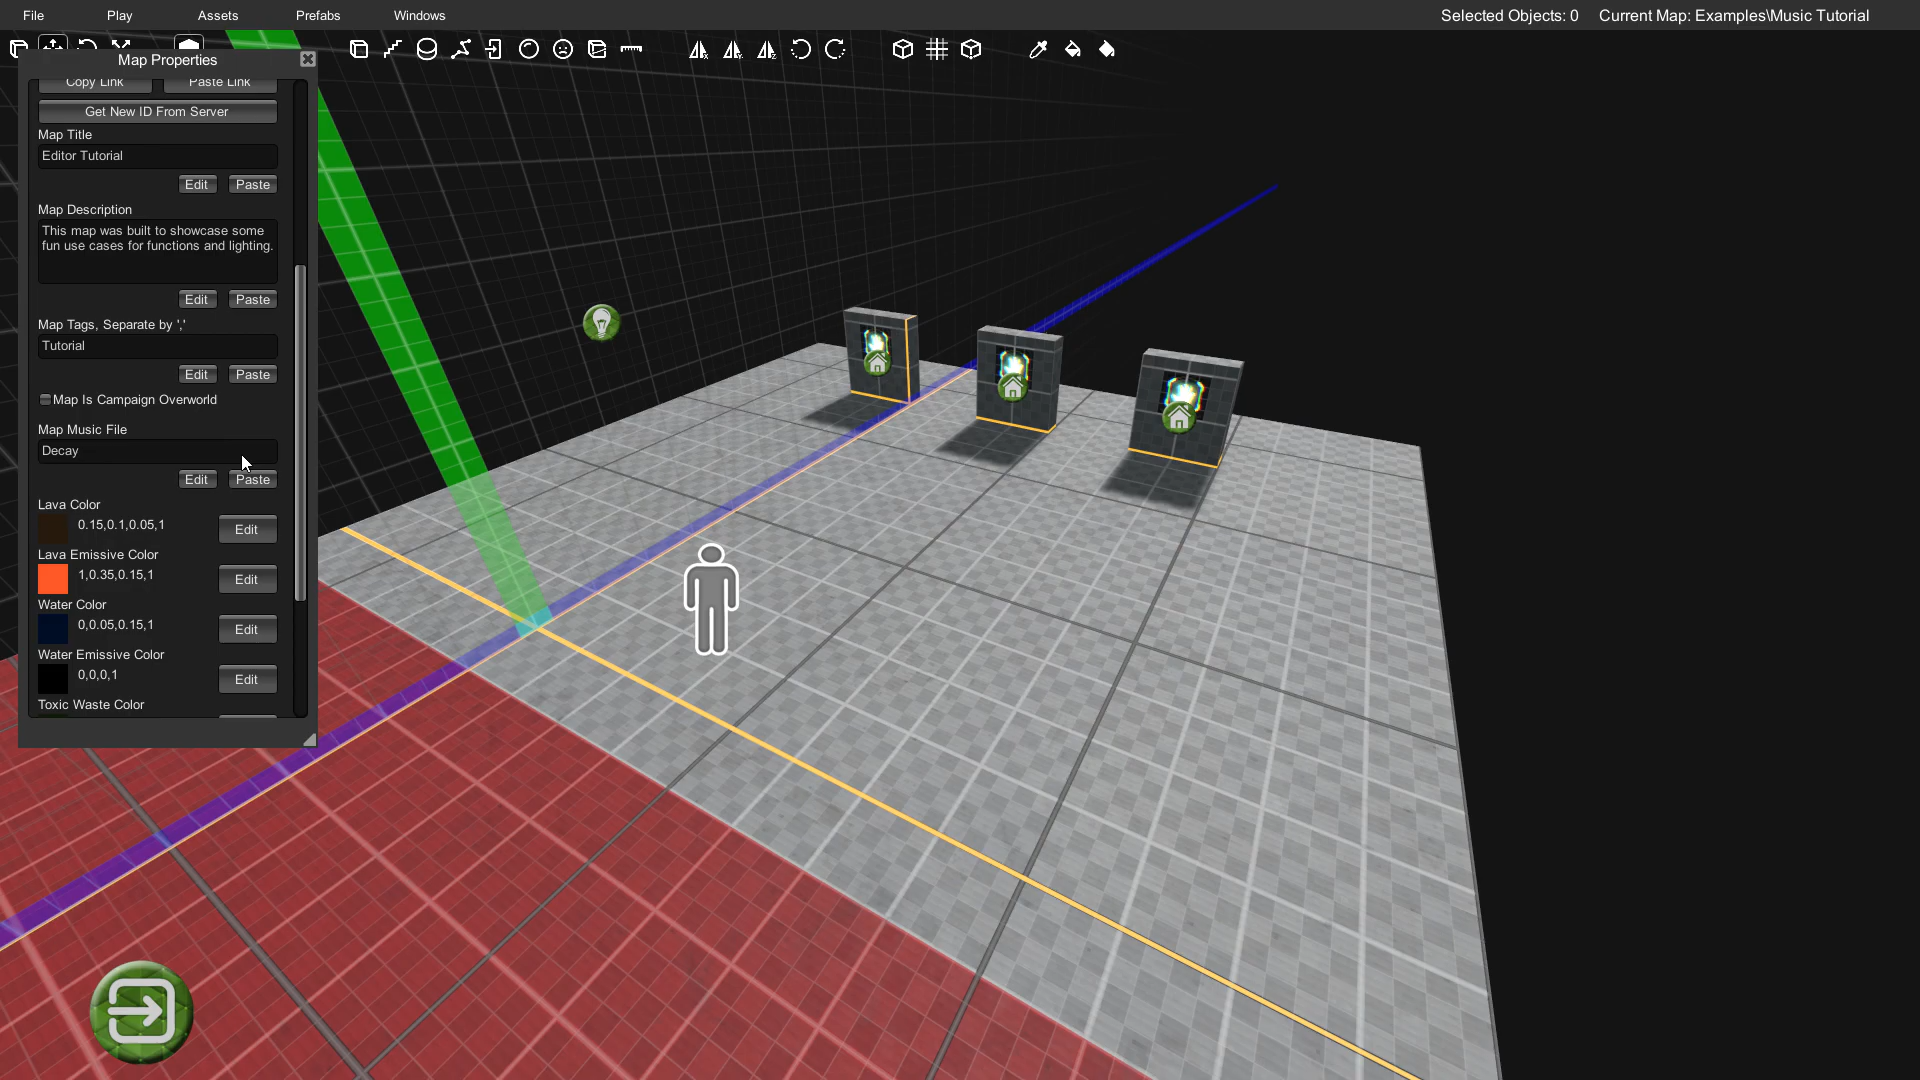 File Play Assets Prefabs Windows Selected Objects: 0 Current Map: Examples\Music Tutorial
Map Properties
Copy Link Paste Link
Get New ID From Server
Map Title
Editor Tutorial
Edit Paste
Map Description
This map was built to showcase some
fun use cases for functions and lighting.
Edit Paste
Map Tags, Separate by ','
Tutorial
Edit Paste
Map Is Campaign Overworld
Map Music File
Decay
Edit Paste
Lava Color
0.15,0.1,0.05,1 Edit
Lava Emissive Color
1,0.35,0.15,1 Edit
Water Color
0,0.05,0.15,1 Edit
Water Emissive Color
0,0,0,1 Edit
Toxic Waste Color